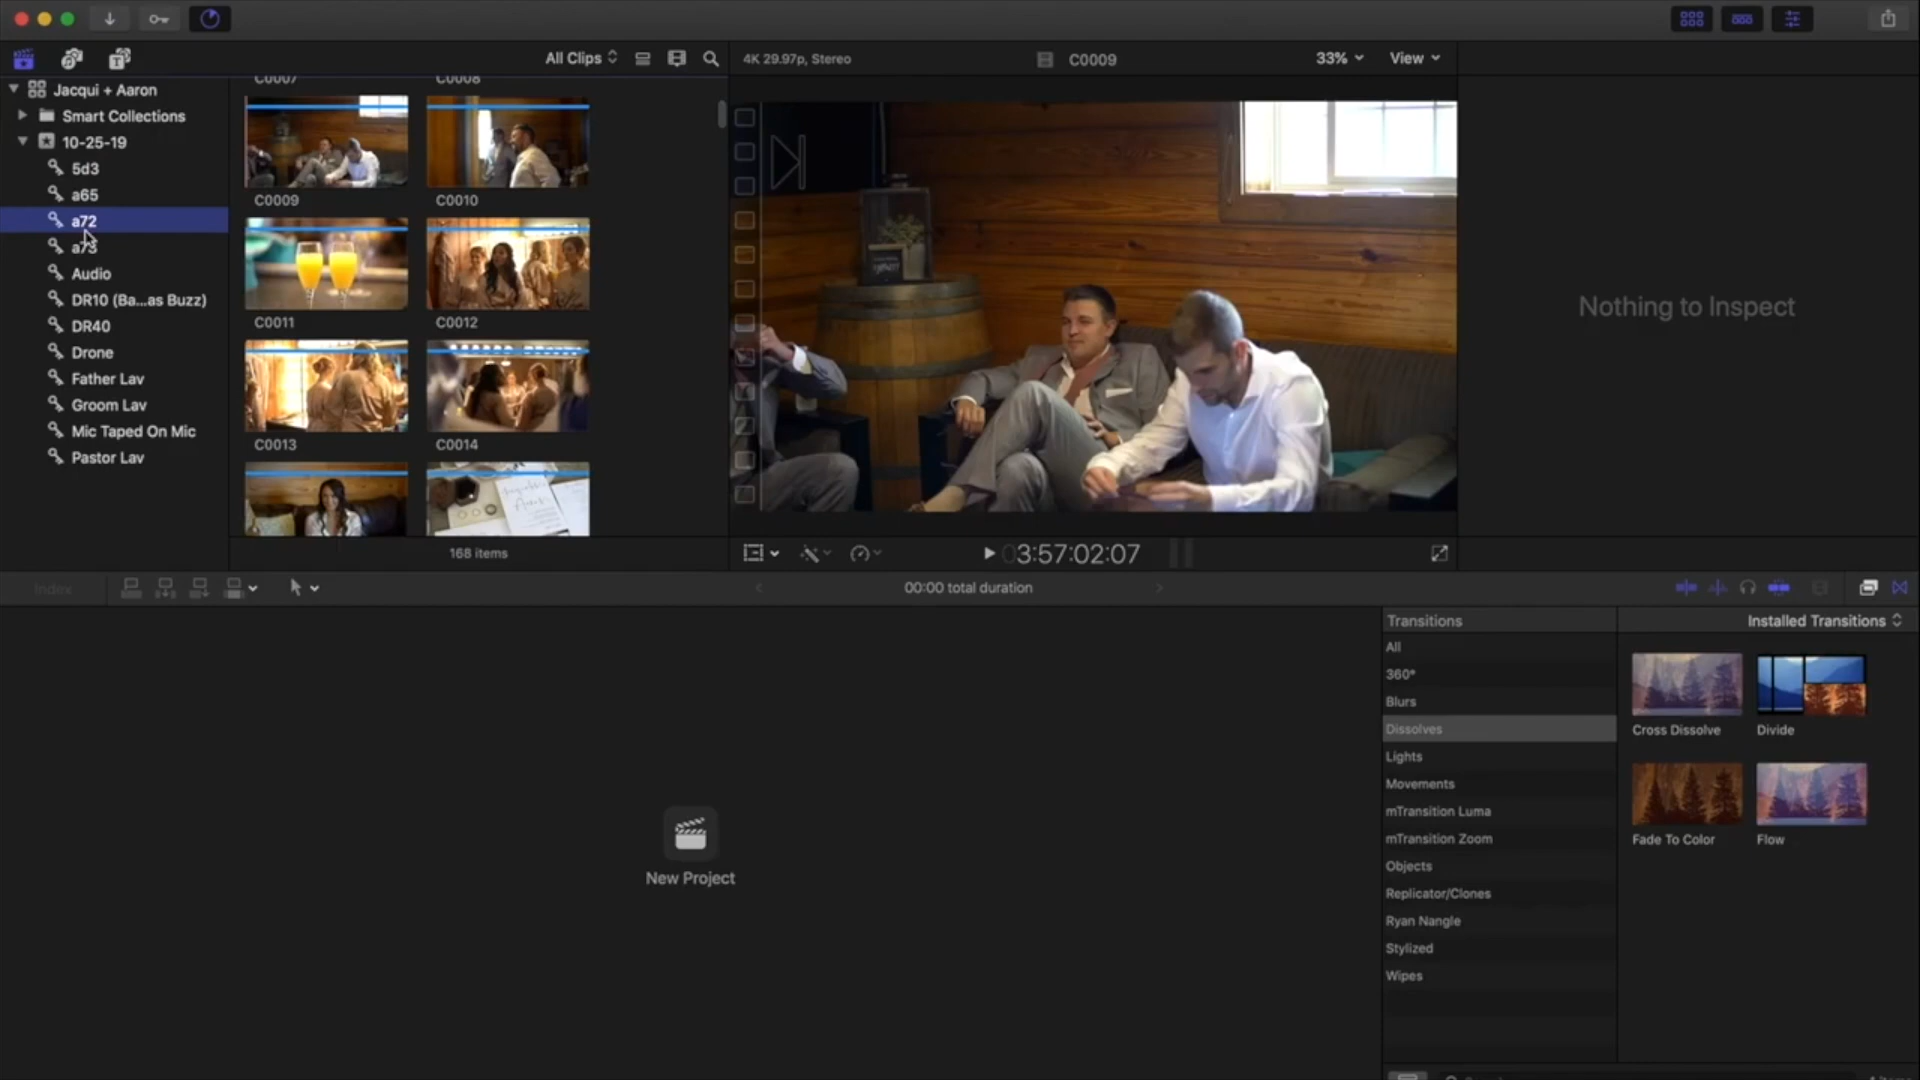 All Clips
4K 29.97p, Stereo
C0009
33%
View
Jacqui + Aaron
Smart Collections
10-25-19
5d3
a65
a72
a73
Audio
DR10 (Ba...as Buzz)
DR40
Drone
Father Lav
Groom Lav
Mic Taped On Mic
Pastor Lav
C0007
C0008
C0009
C0010
C0011
C0012
C0013
C0014
168 items
03:57:02:07
Nothing to Inspect
Index
00:00 total duration
New Project
Transitions
Installed Transitions
All
360°
Blurs
Dissolves
Lights
Movements
mTransition Luma
mTransition Zoom
Objects
Replicator/Clones
Ryan Nangle
Stylized
Wipes
Cross Dissolve
Divide
Fade To Color
Flow